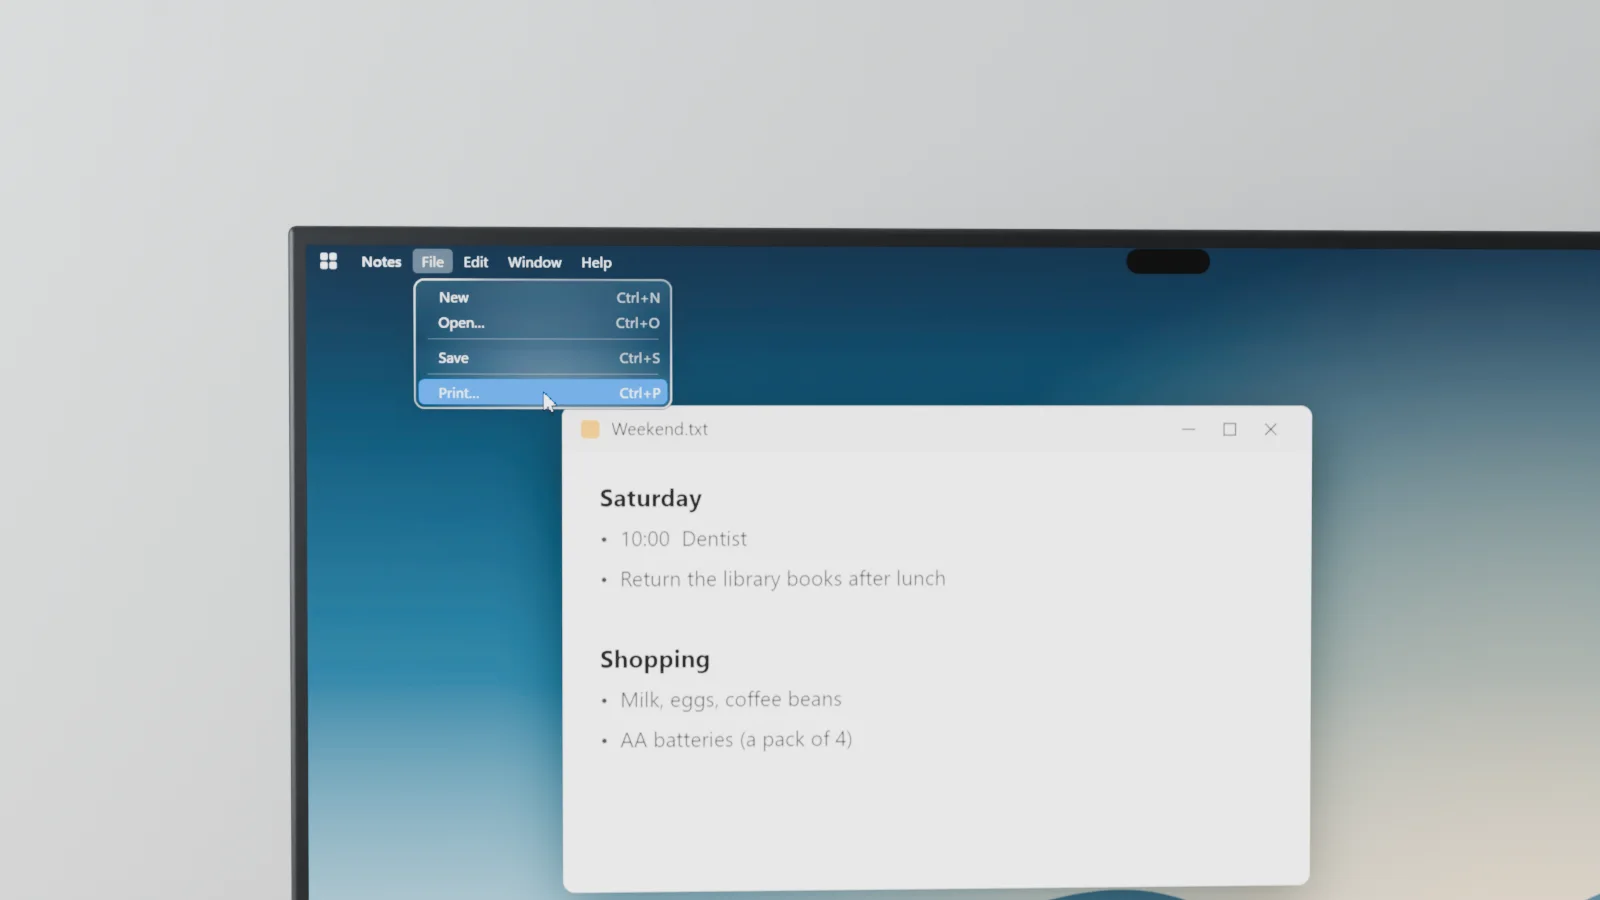 Notes File Edit Window Help
New Ctrl+N
Open... Ctrl+O
Save Ctrl+S
Print... Ctrl+P
Weekend.txt
Saturday
• 10:00 Dentist
• Return the library books after lunch
Shopping
• Milk, eggs, coffee beans
• AA batteries (a pack of 4)